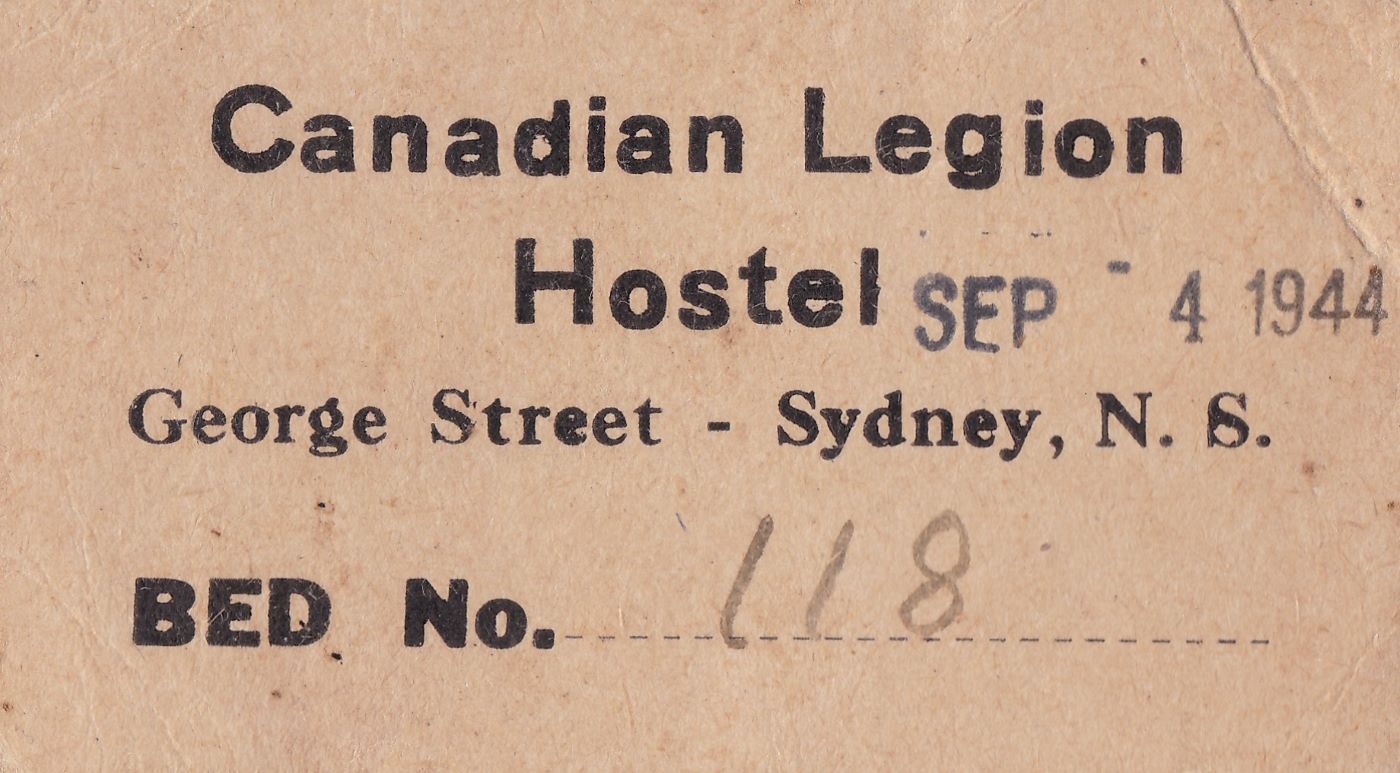 Canadian Legion
Hostel SEP - 4 1944
George Street - Sydney, N. S.
BED No. 118